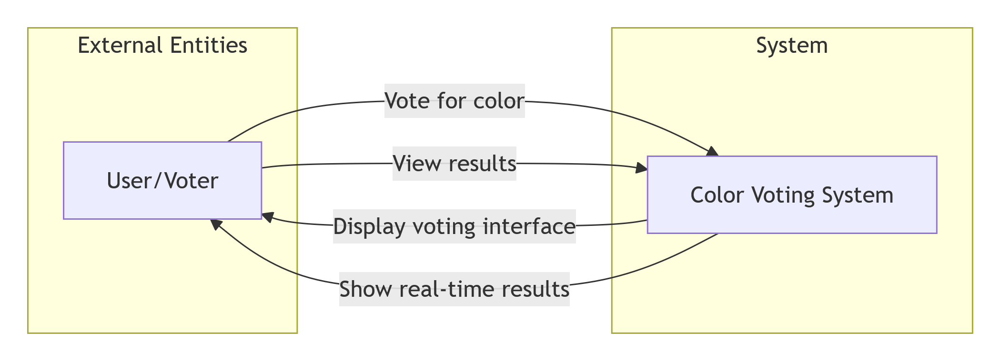 External Entities
System
Vote for color
View results
User/Voter
Color Voting System
Display voting interface
Show real-time results